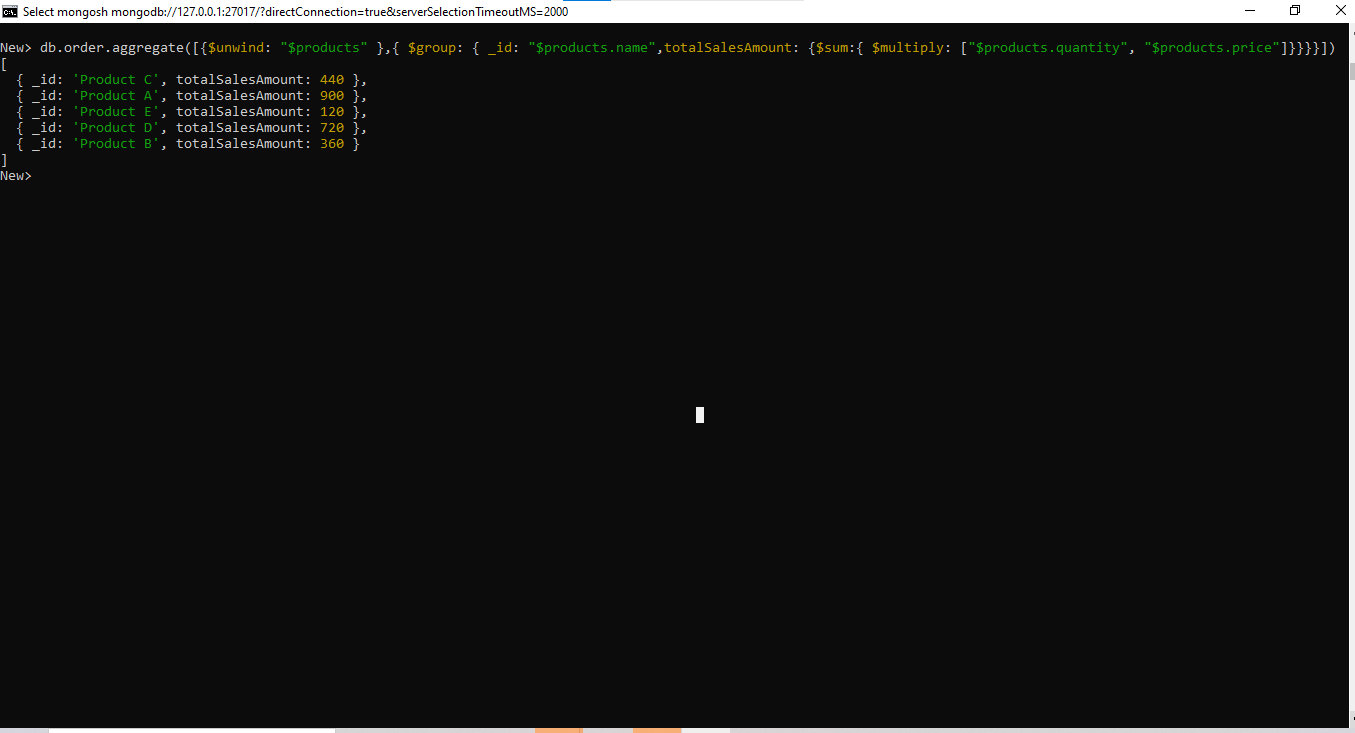 Select mongosh mongodb://127.0.0.1:27017/?directConnection=true&serverSelectionTimeoutMS=2000
New> db.order.aggregate([{$unwind: "$products" },{ $group: { _id: "$products.name",totalSalesAmount: {$sum:{ $multiply: ["$products.quantity", "$products.price"]}}}}])
[
  { _id: 'Product C', totalSalesAmount: 440 },
  { _id: 'Product A', totalSalesAmount: 900 },
  { _id: 'Product E', totalSalesAmount: 120 },
  { _id: 'Product D', totalSalesAmount: 720 },
  { _id: 'Product B', totalSalesAmount: 360 }
]
New>